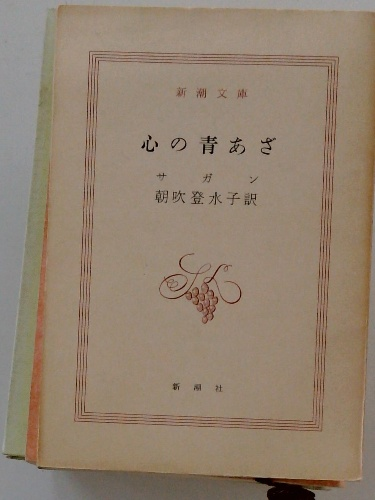 新潮文庫
心の青あざ
サガン
朝吹登水子訳
新潮社